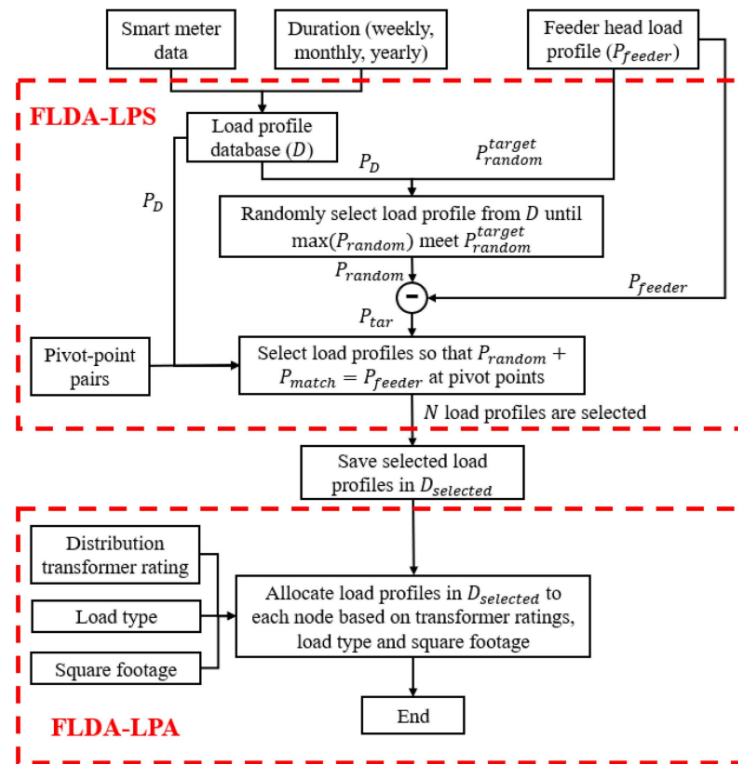 Smart meter
data
Duration (weekly,
monthly, yearly)
Feeder head load
profile (P_feeder)
FLDA-LPS
Load profile
database (D)
P_D
P_D
P_random^target
Randomly select load profile from D until
max(P_random) meet P_random^target
P_random
P_feeder
−
P_tar
Pivot-point
pairs
Select load profiles so that P_random +
P_match = P_feeder at pivot points
N load profiles are selected
Save selected load
profiles in D_selected
Distribution
transformer rating
Load type
Square footage
Allocate load profiles in D_selected to
each node based on transformer ratings,
load type and square footage
End
FLDA-LPA